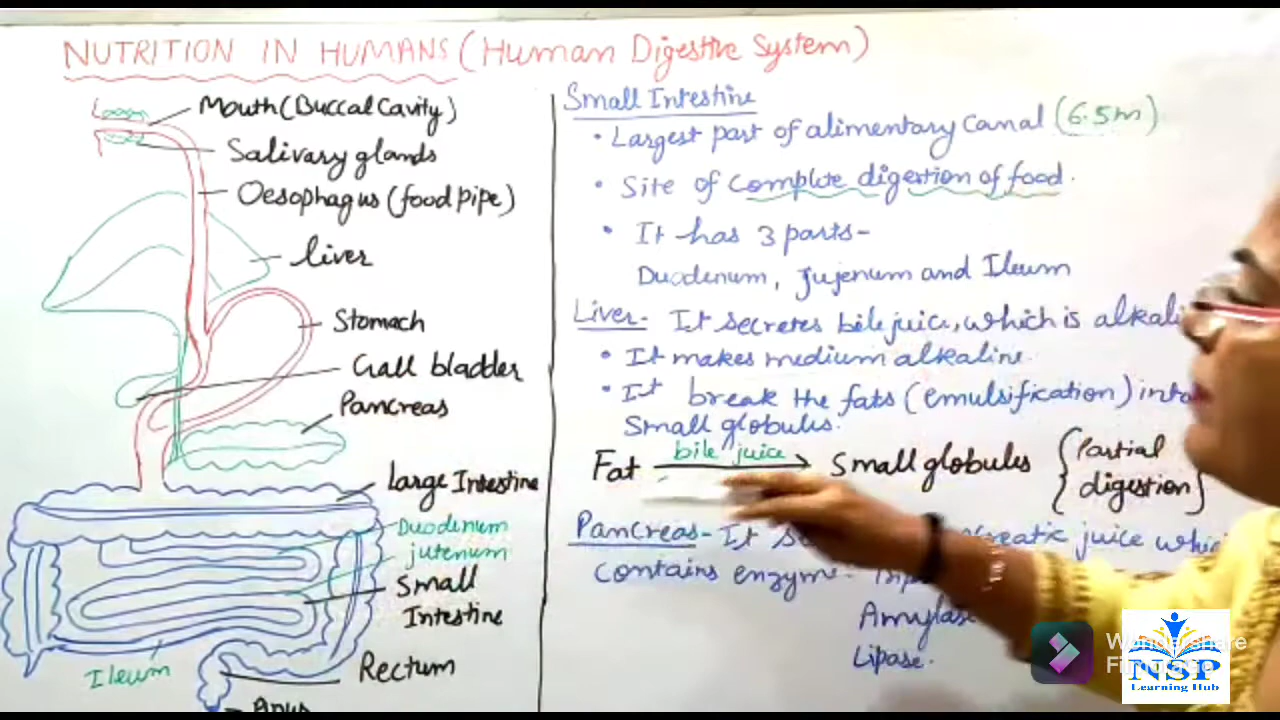 NUTRITION IN HUMANS (Human Digestive System)
Mouth (Buccal Cavity)
Salivary glands
Oesophagus (food pipe)
liver
Stomach
Gall bladder
Pancreas
Large Intestine
Duodenum
jutenum
Small
Intestine
Ileum
Rectum
Anus
Small Intestine
• Largest part of alimentary canal (6.5m)
• Site of complete digestion of food.
• It has 3 parts-
Duodenum, jujenum and Ileum
Liver- It secretes bile juice, which is
• It makes medium alkaline.
• It break the fats (emulsification) into
Small globules.
Fat bile juice → Small globules {Partial
digestion}
Pancreas- It juice
contains enzyme-
Amylase
Lipase.
Wondershare
NSP
Learning Hub